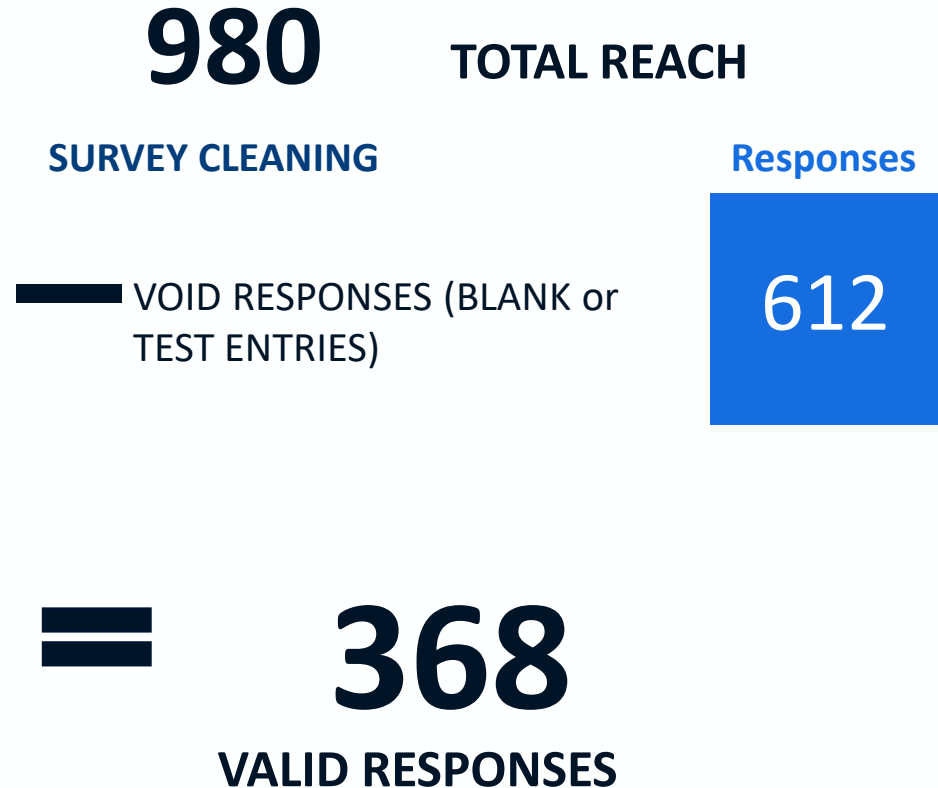 980 TOTAL REACH
SURVEY CLEANING Responses
VOID RESPONSES (BLANK or
TEST ENTRIES)
612
368
VALID RESPONSES